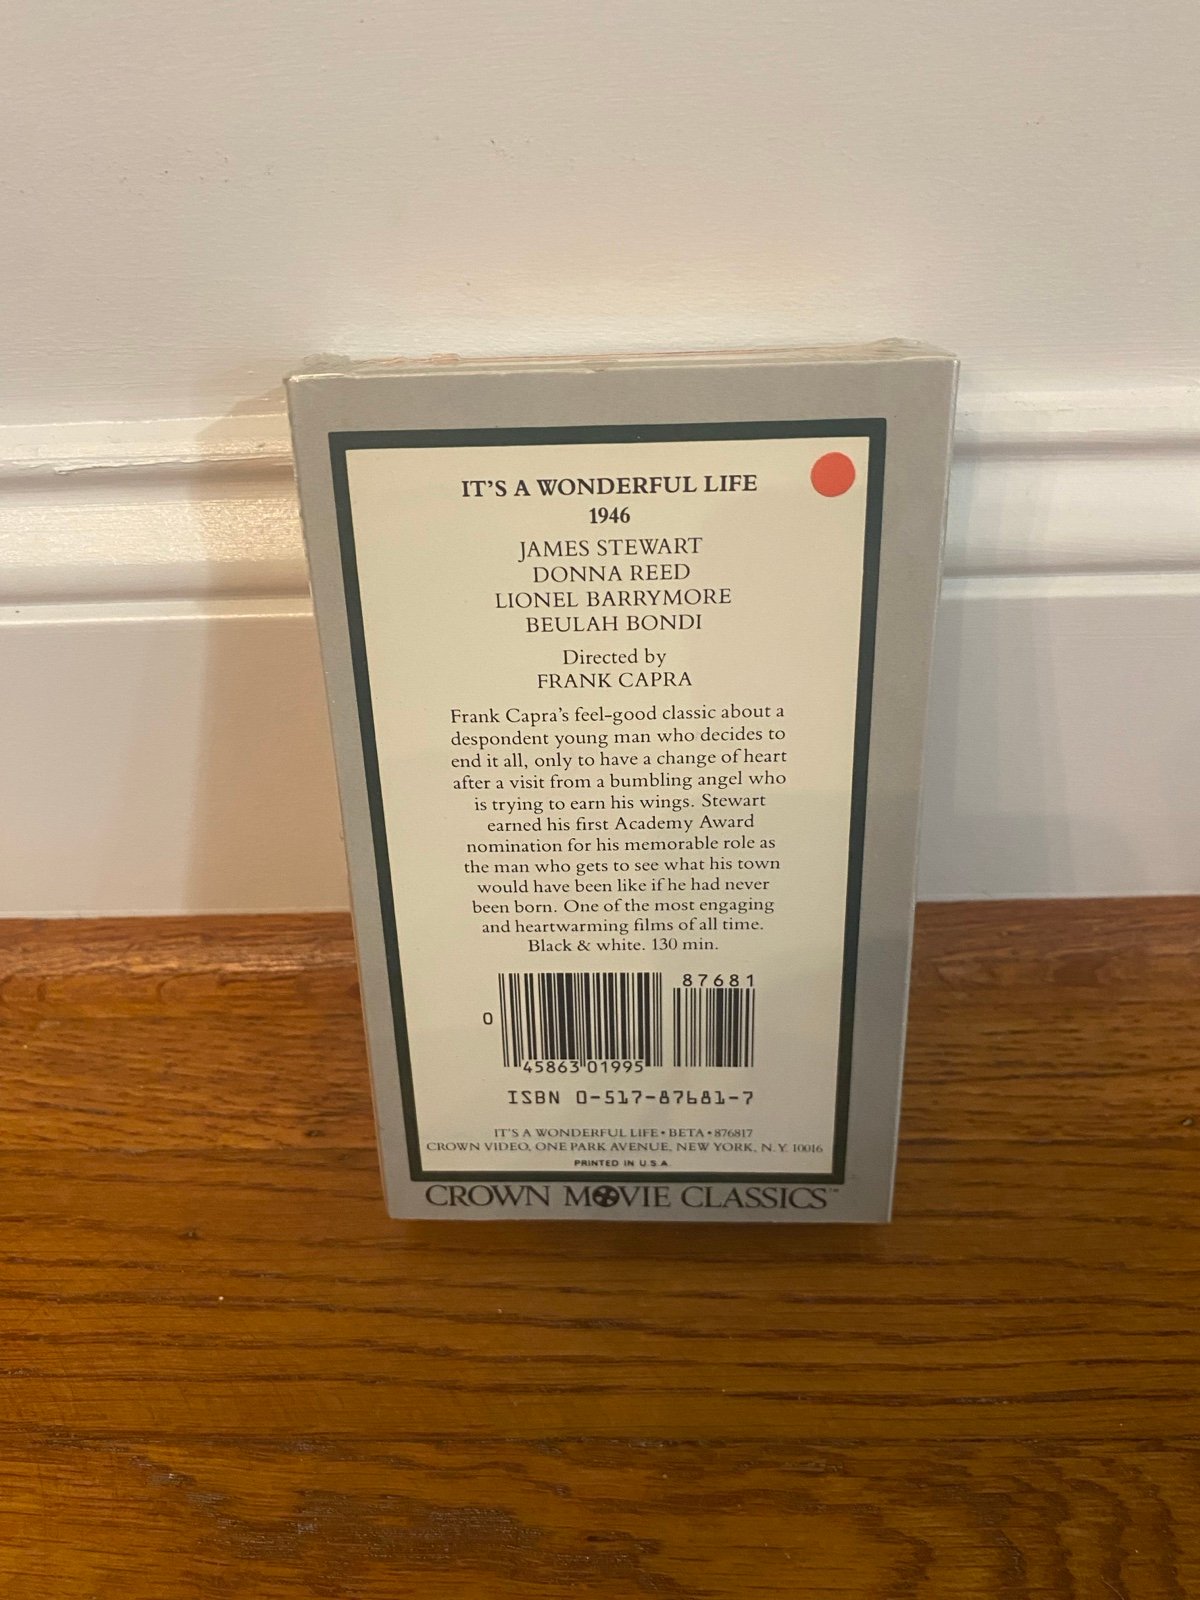 IT'S A WONDERFUL LIFE
1946
JAMES STEWART
DONNA REED
LIONEL BARRYMORE
BEULAH BONDI
Directed by
FRANK CAPRA
Frank Capra's feel-good classic about a
despondent young man who decides to
end it all, only to have a change of heart
after a visit from a bumbling angel who
is trying to earn his wings. Stewart
earned his first Academy Award
nomination for his memorable role as
the man who gets to see what his town
would have been like if he had never
been born. One of the most engaging
and heartwarming films of all time.
Black & white. 130 min.
87681
0
45863 01995
ISBN 0-517-87681-7
IT'S A WONDERFUL LIFE • BETA • 876817
CROWN VIDEO, ONE PARK AVENUE, NEW YORK, N.Y. 10016
PRINTED IN U.S.A.
CROWN MOVIE CLASSICS™